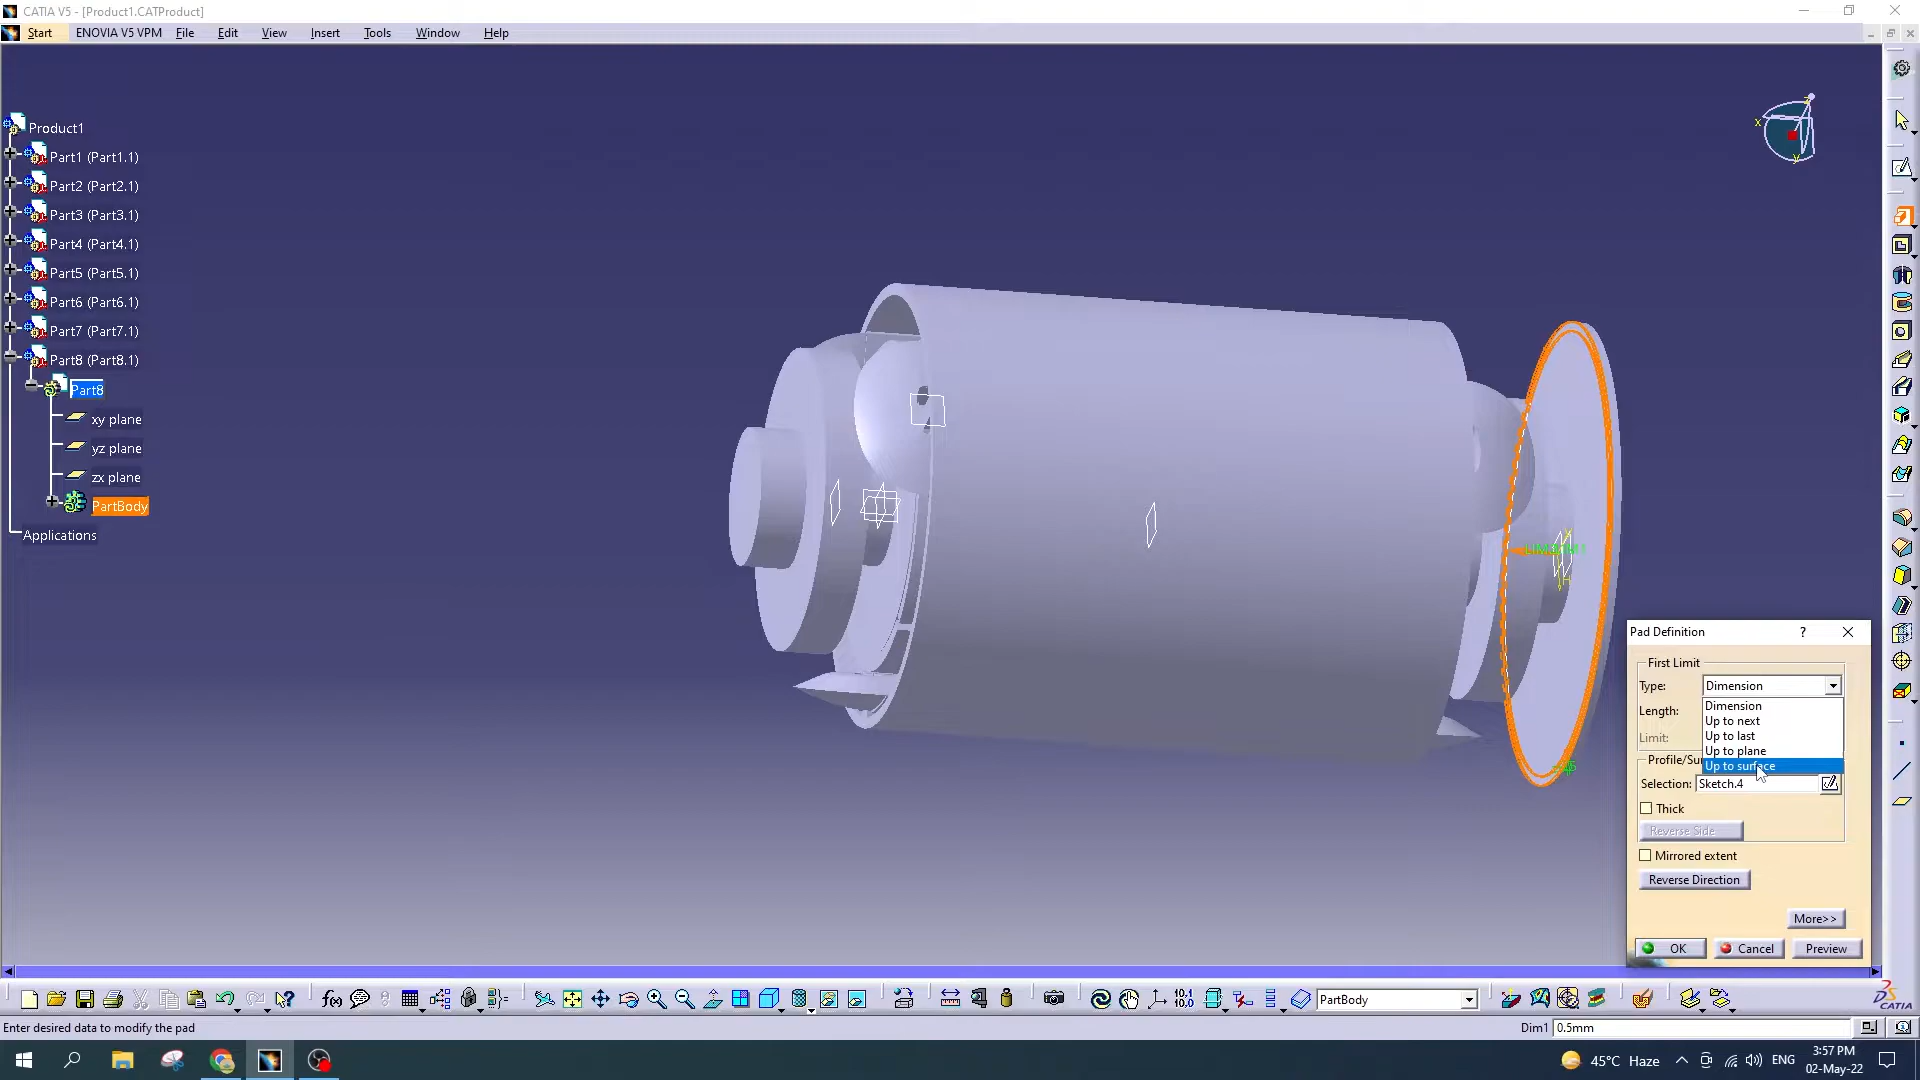 CATIA V5 - [Product1.CATProduct]
Start ENOVIA V5 VPM File Edit View Insert Tools Window Help
Product1
Part1 (Part1.1)
Part2 (Part2.1)
Part3 (Part3.1)
Part4 (Part4.1)
Part5 (Part5.1)
Part6 (Part6.1)
Part7 (Part7.1)
Part8 (Part8.1)
Part8
xy plane
yz plane
zx plane
PartBody
Applications
x
y
Pad Definition ? 
First Limit
Type: Dimension
Length:
Limit:
Dimension
Up to next
Up to last
Up to plane
Up to surface
Profile/Su
Selection: Sketch.4
Thick
Reverse Side
Mirrored extent
Reverse Direction
More>>
OK Cancel Preview
f(x) 10.1 PartBody
CATIA
Enter desired data to modify the pad
Dim1 0.5mm
45°C Haze ENG 3:57 PM
02-May-22